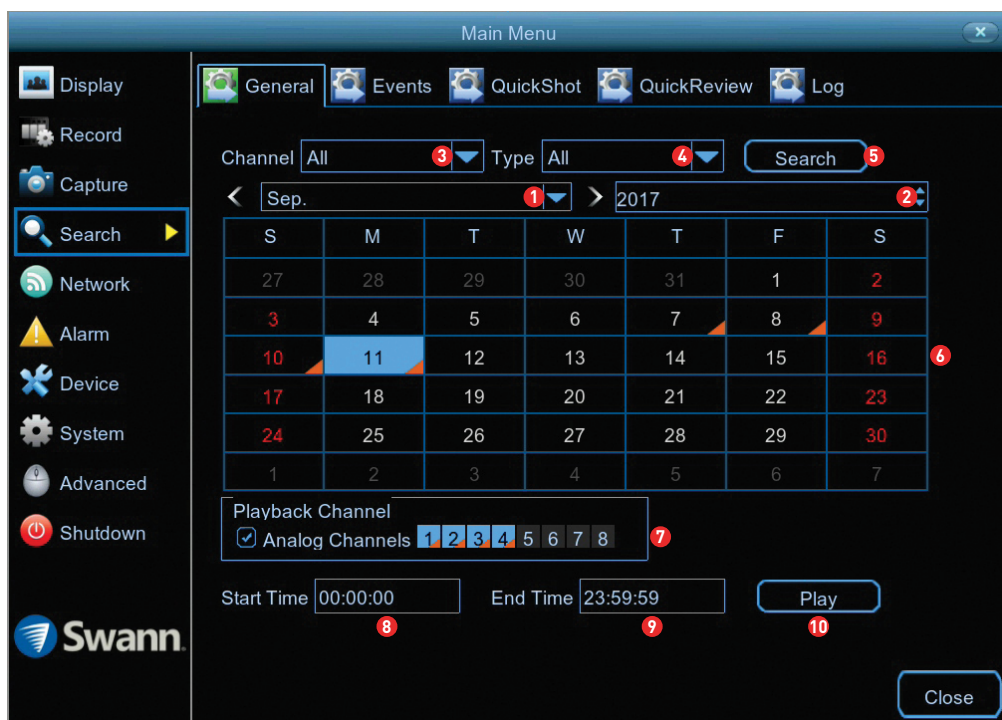 Main Menu
Display
Record
Capture
Search
Network
Alarm
Device
System
Advanced
Shutdown
Swann
General Events QuickShot QuickReview Log
Channel All 3 Type All 4 Search 5
Sep. 1 2017 2
S M T W T F S
27 28 29 30 31 1 2
3 4 5 6 7 8 9
10 11 12 13 14 15 16 6
17 18 19 20 21 22 23
24 25 26 27 28 29 30
1 2 3 4 5 6 7
Playback Channel
Analog Channels 1 2 3 4 5 6 7 8 7
Start Time 00:00:00 End Time 23:59:59 Play
8 9 10
Close